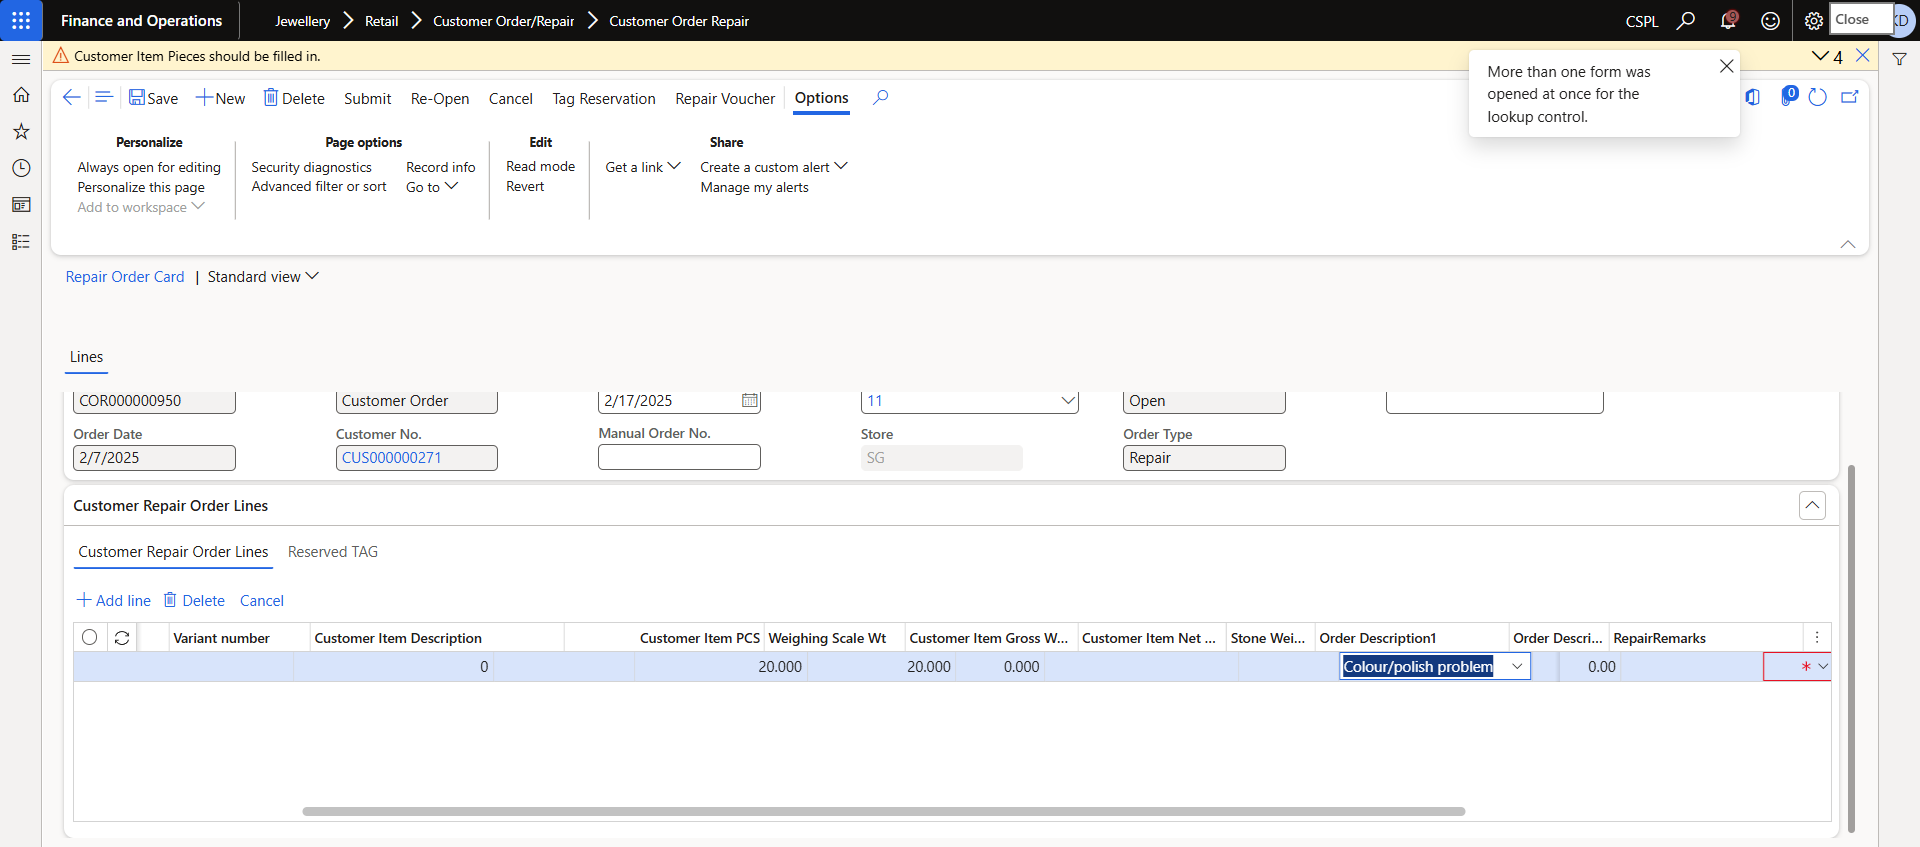 Finance and Operations
Jewellery
Retail
Customer Order/Repair
Customer Order Repair
CSPL
9
Close
Customer Item Pieces should be filled in.
4
More than one form was
opened at once for the
lookup control.
Save
New
Delete
Submit
Re-Open
Cancel
Tag Reservation
Repair Voucher
Options
0
Personalize
Always open for editing
Personalize this page
Add to workspace
Page options
Security diagnostics
Record info
Advanced filter or sort
Go to
Edit
Read mode
Revert
Share
Get a link
Create a custom alert
Manage my alerts
Repair Order Card | Standard view
Lines
COR000000950
Customer Order
2/17/2025
11
Open
Order Date
Customer No.
Manual Order No.
Store
Order Type
2/7/2025
CUS000000271
SG
Repair
Customer Repair Order Lines
Customer Repair Order Lines
Reserved TAG
Add line
Delete
Cancel
Variant number
Customer Item Description
Customer Item PCS
Weighing Scale Wt
Customer Item Gross W...
Customer Item Net ...
Stone Wei...
Order Description1
Order Descri...
RepairRemarks
0
20.000
20.000
0.000
Colour/polish problem
0.00
*